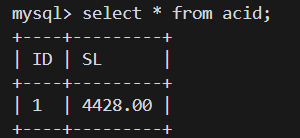 mysql> select * from acid;
+----+---------+
| ID | SL      |
+----+---------+
| 1  | 4428.00 |
+----+---------+